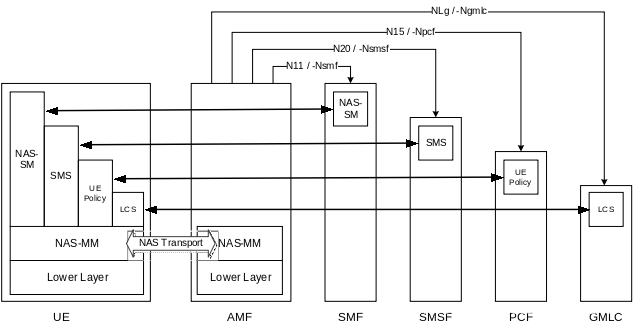 NLg / -Ngmlc
N15 / -Npcf
N20 / -Nsmsf
N11 / -Nsmf
NAS-
SM
SMS
UE
Policy
LCS
NAS-
SM
SMS
UE
Policy
LCS
NAS-MM
NAS Transport
NAS-MM
Lower Layer
Lower Layer
UE
AMF
SMF
SMSF
PCF
GMLC